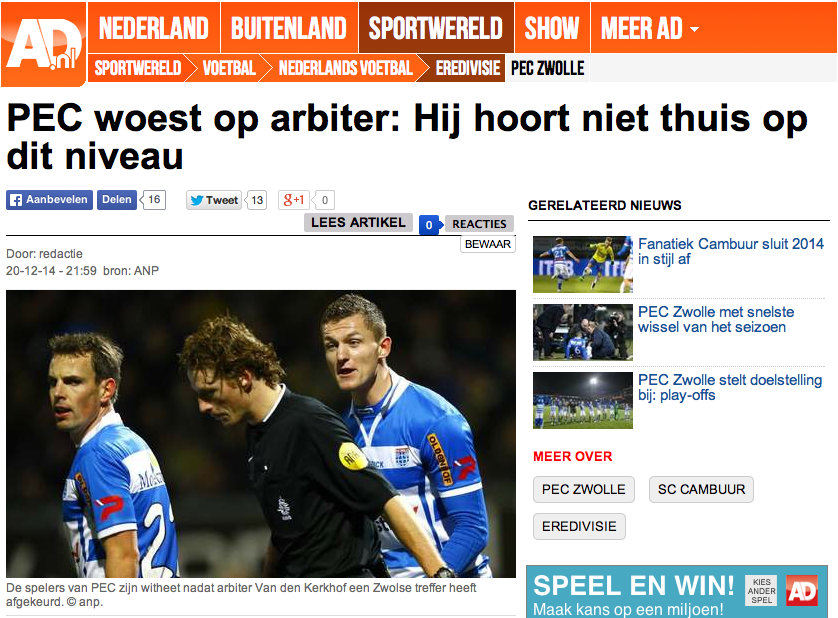 AD.nl
NEDERLAND
BUITENLAND
SPORTWERELD
SHOW
MEER AD
SPORTWERELD
VOETBAL
NEDERLANDS VOETBAL
EREDIVISIE
PEC ZWOLLE
PEC woest op arbiter: Hij hoort niet thuis op
dit niveau
Aanbevelen
Delen
16
Tweet
13
g+1
0
LEES ARTIKEL
0
REACTIES
BEWAAR
Door: redactie
20-12-14 - 21:59 bron: ANP
De spelers van PEC zijn witheet nadat arbiter Van den Kerkhof een Zwolse treffer heeft
afgekeurd. © anp.
GERELATEERD NIEUWS
Fanatiek Cambuur sluit 2014
in stijl af
PEC Zwolle met snelste
wissel van het seizoen
PEC Zwolle stelt doelstelling
bij: play-offs
MEER OVER
PEC ZWOLLE
SC CAMBUUR
EREDIVISIE
SPEEL EN WIN!
Maak kans op een miljoen!
KIES
ANDER
SPEL
AD